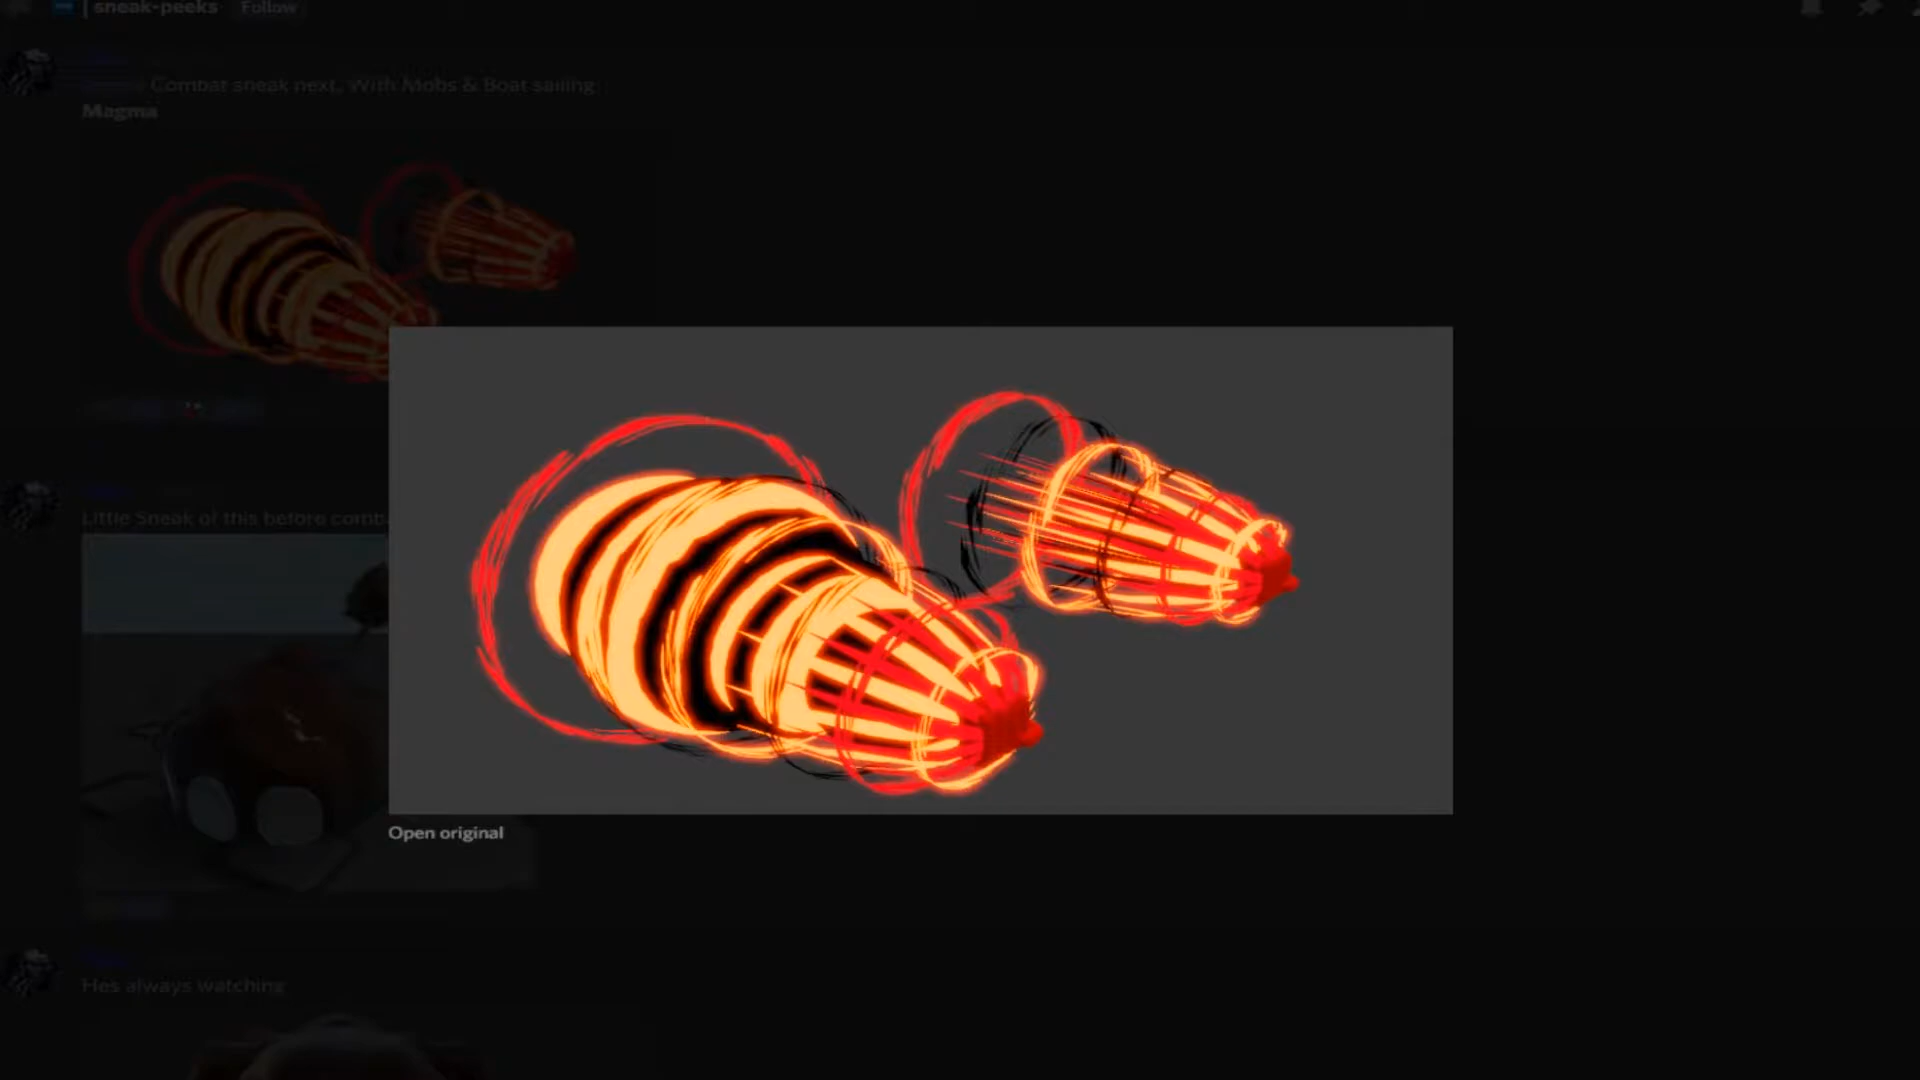 sneak-peeks Follow
Combat sneak next, With Mobs & Boat sailing
Magma
Little Sneak of this before comb
Open original
Hes always watching